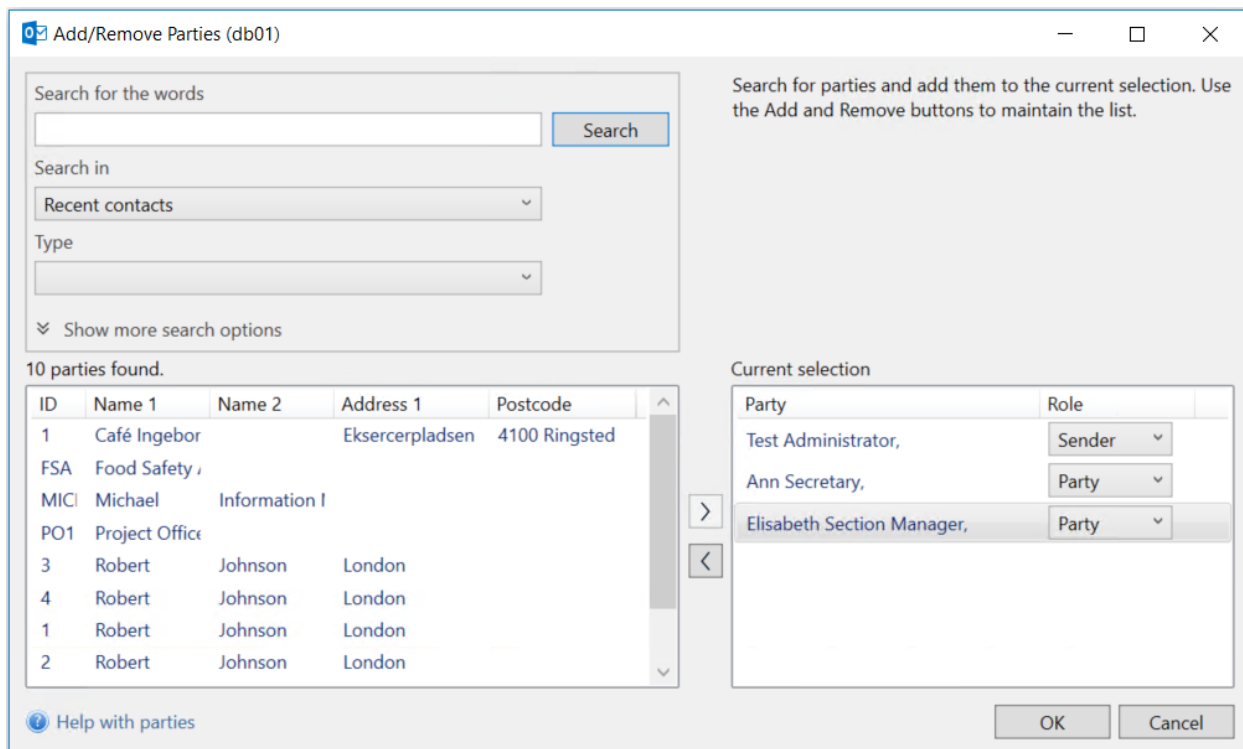 Add/Remove Parties (db01)
Search for the words
Search
Search in
Recent contacts
Type
Show more search options
Search for parties and add them to the current selection. Use
the Add and Remove buttons to maintain the list.
10 parties found.
ID Name 1 Name 2 Address 1 Postcode
1 Café Ingebor Eksercerpladsen 4100 Ringsted
FSA Food Safety
MIC Michael Information
PO1 Project Office
3 Robert Johnson London
4 Robert Johnson London
1 Robert Johnson London
2 Robert Johnson London
Current selection
Party Role
Test Administrator, Sender
Ann Secretary, Party
Elisabeth Section Manager, Party
Help with parties
OK Cancel